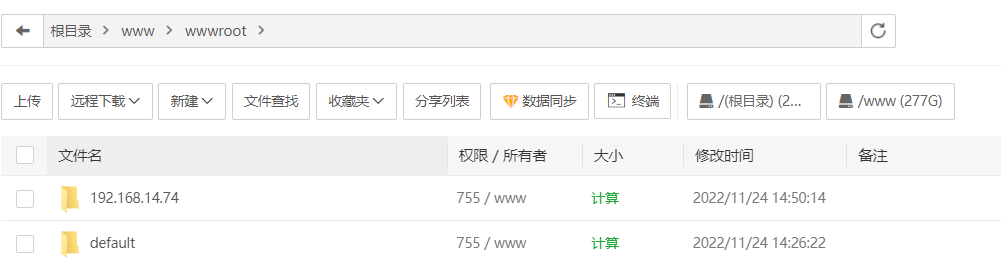 根目录 www wwwroot
上传 远程下载 新建 文件查找 收藏夹 分享列表 数据同步 终端 /(根目录) (2... /www (277G)
文件名 权限 / 所有者 大小 修改时间 备注
192.168.14.74 755 / www 计算 2022/11/24 14:50:14
default 755 / www 计算 2022/11/24 14:26:22